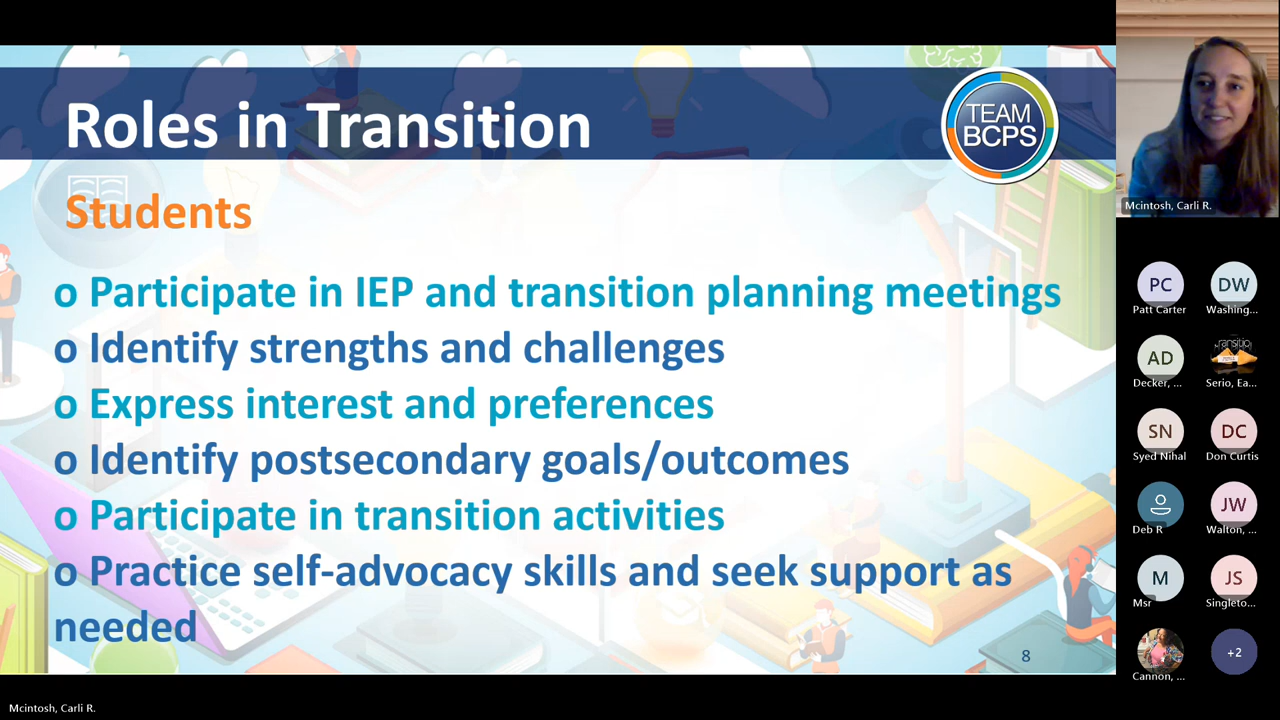 Roles in Transition
TEAM
BCPS
Students
o Participate in IEP and transition planning meetings
o Identify strengths and challenges
o Express interest and preferences
o Identify postsecondary goals/outcomes
o Participate in transition activities
o Practice self-advocacy skills and seek support as
needed
8
Mcintosh, Carli R.
PC
DW
Patt Carter
Washing...
AD
Transitio
Decker, ...
Serio, Ea...
SN
DC
Syed Nihal
Don Curtis
JW
Deb R
Walton, ...
M
JS
Msr
Singleto...
+2
Cannon, ...
Mcintosh, Carli R.